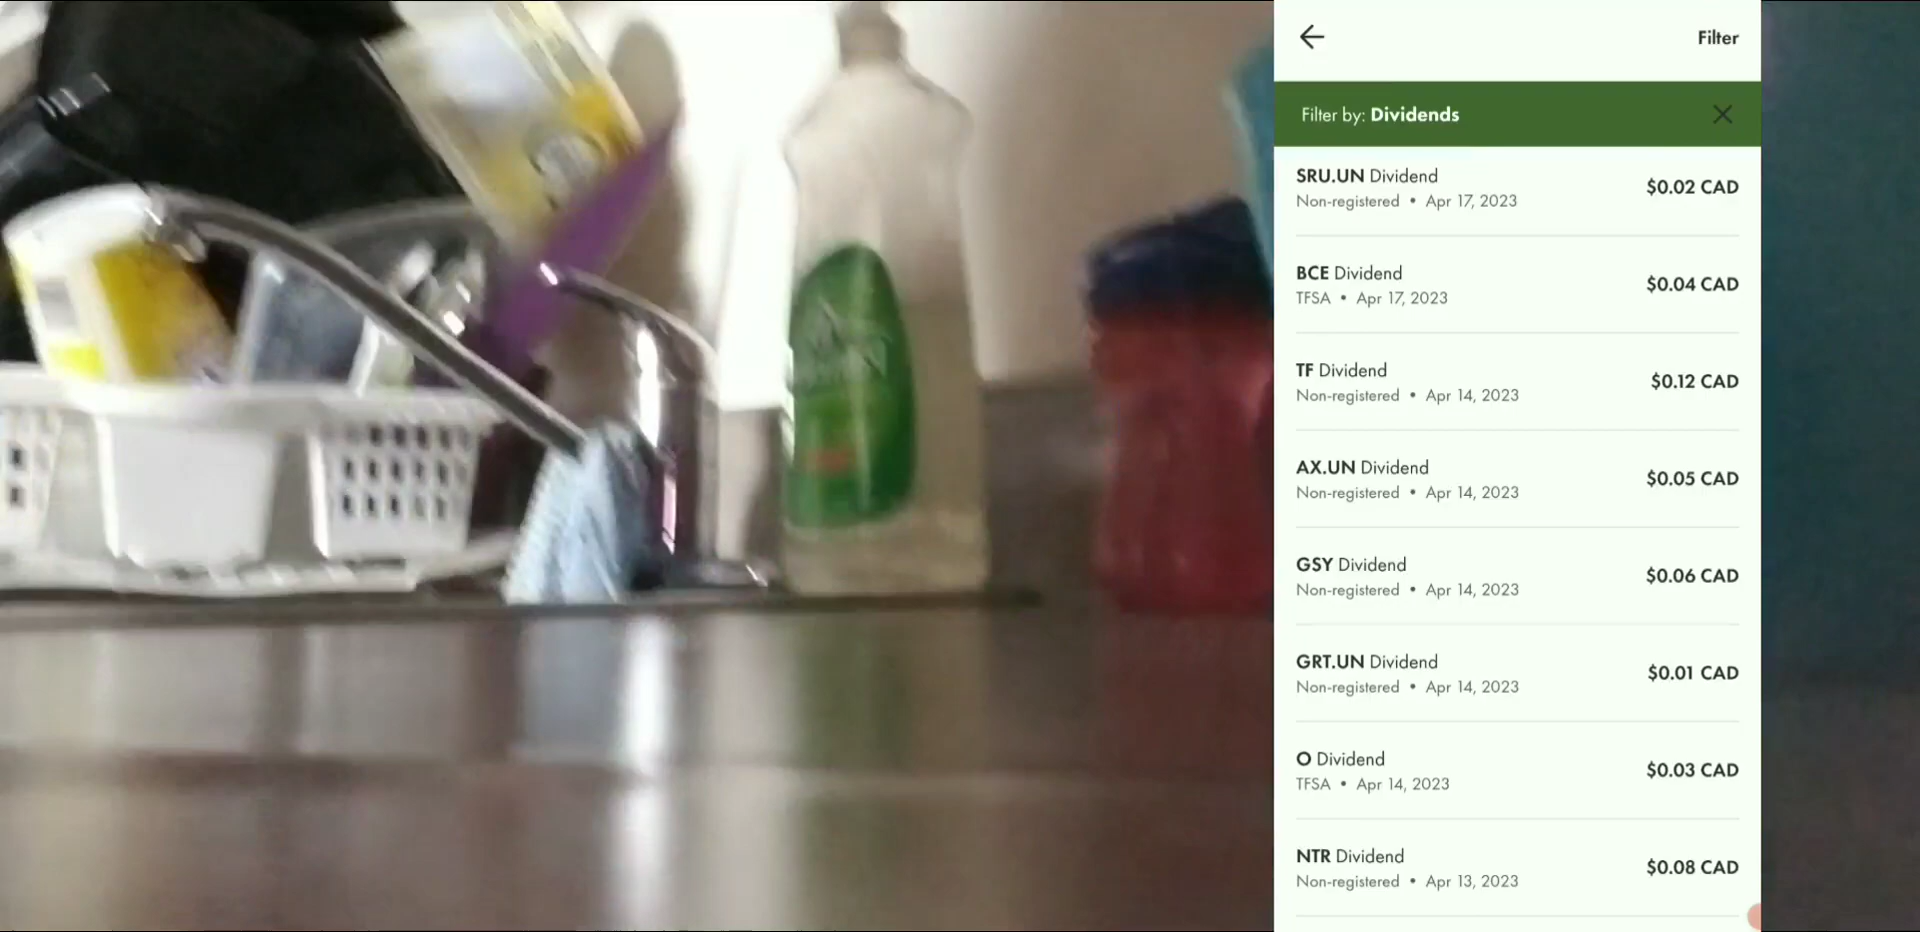 Filter
Filter by: Dividends
SRU.UN Dividend
$0.02 CAD
Non-registered • Apr 17, 2023
BCE Dividend
$0.04 CAD
TFSA • Apr 17, 2023
TF Dividend
$0.12 CAD
Non-registered • Apr 14, 2023
AX.UN Dividend
$0.05 CAD
Non-registered • Apr 14, 2023
GSY Dividend
$0.06 CAD
Non-registered • Apr 14, 2023
GRT.UN Dividend
$0.01 CAD
Non-registered • Apr 14, 2023
O Dividend
$0.03 CAD
TFSA • Apr 14, 2023
NTR Dividend
$0.08 CAD
Non-registered • Apr 13, 2023